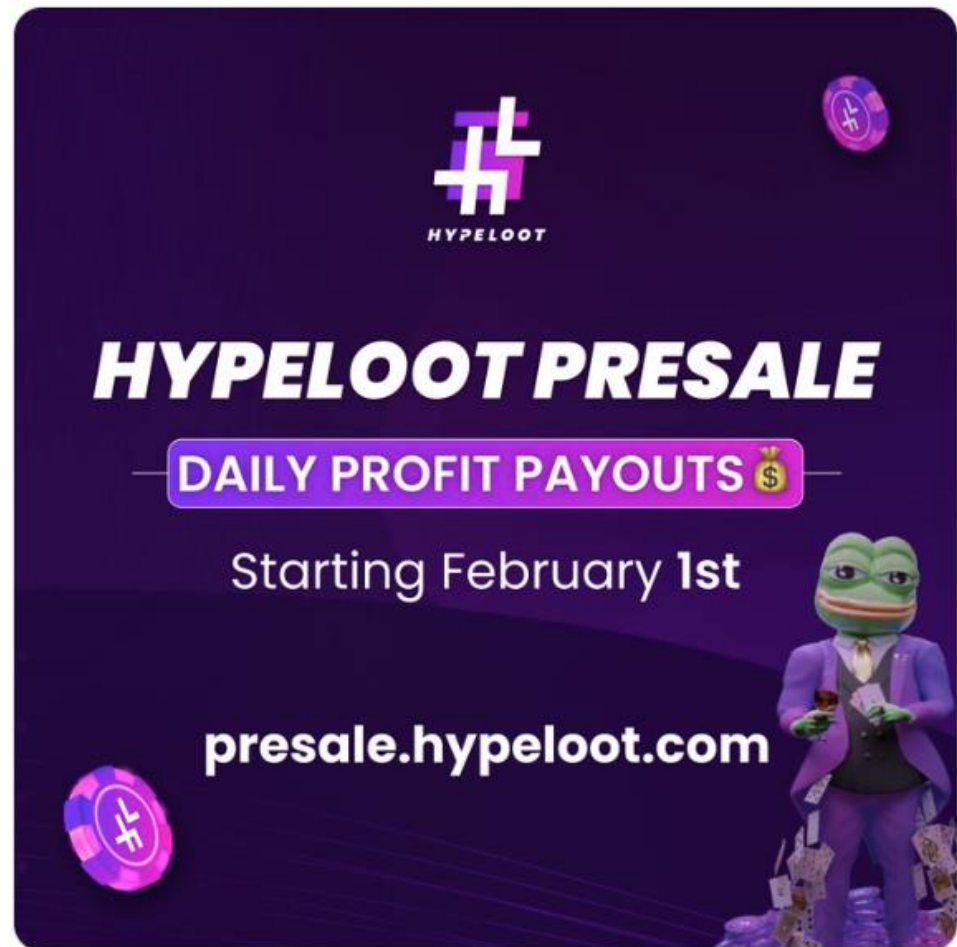 HYPELOOT
HYPELOOT PRESALE
DAILY PROFIT PAYOUTS
Starting February 1st
presale.hypeloot.com